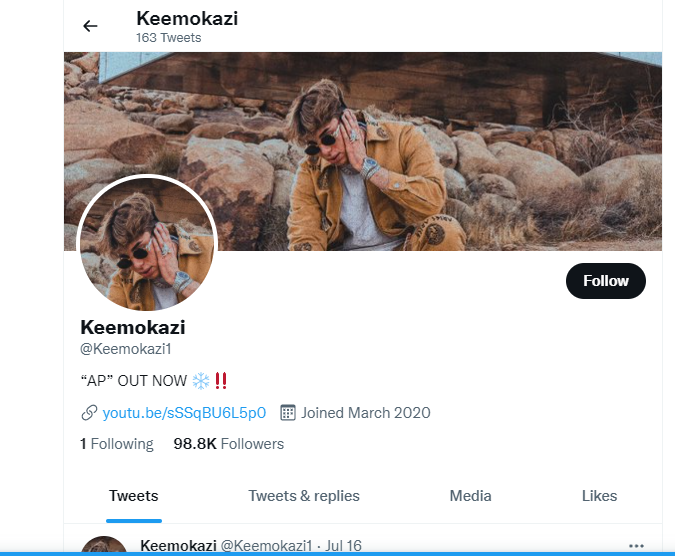 Keemokazi
163 Tweets
Follow
Keemokazi
@Keemokazi1
“AP” OUT NOW ❄️‼️
youtu.be/sSSqBU6L5p0 Joined March 2020
1 Following 98.8K Followers
Tweets Tweets & replies Media Likes
Keemokazi @Keemokazi1 · Jul 16